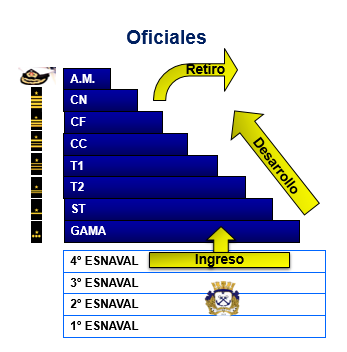 Oficiales
Retiro
A.M.
CN
CF
CC
T1
T2
ST
GAMA
Desarrollo
Ingreso
4° ESNAVAL
3° ESNAVAL
2° ESNAVAL
1° ESNAVAL